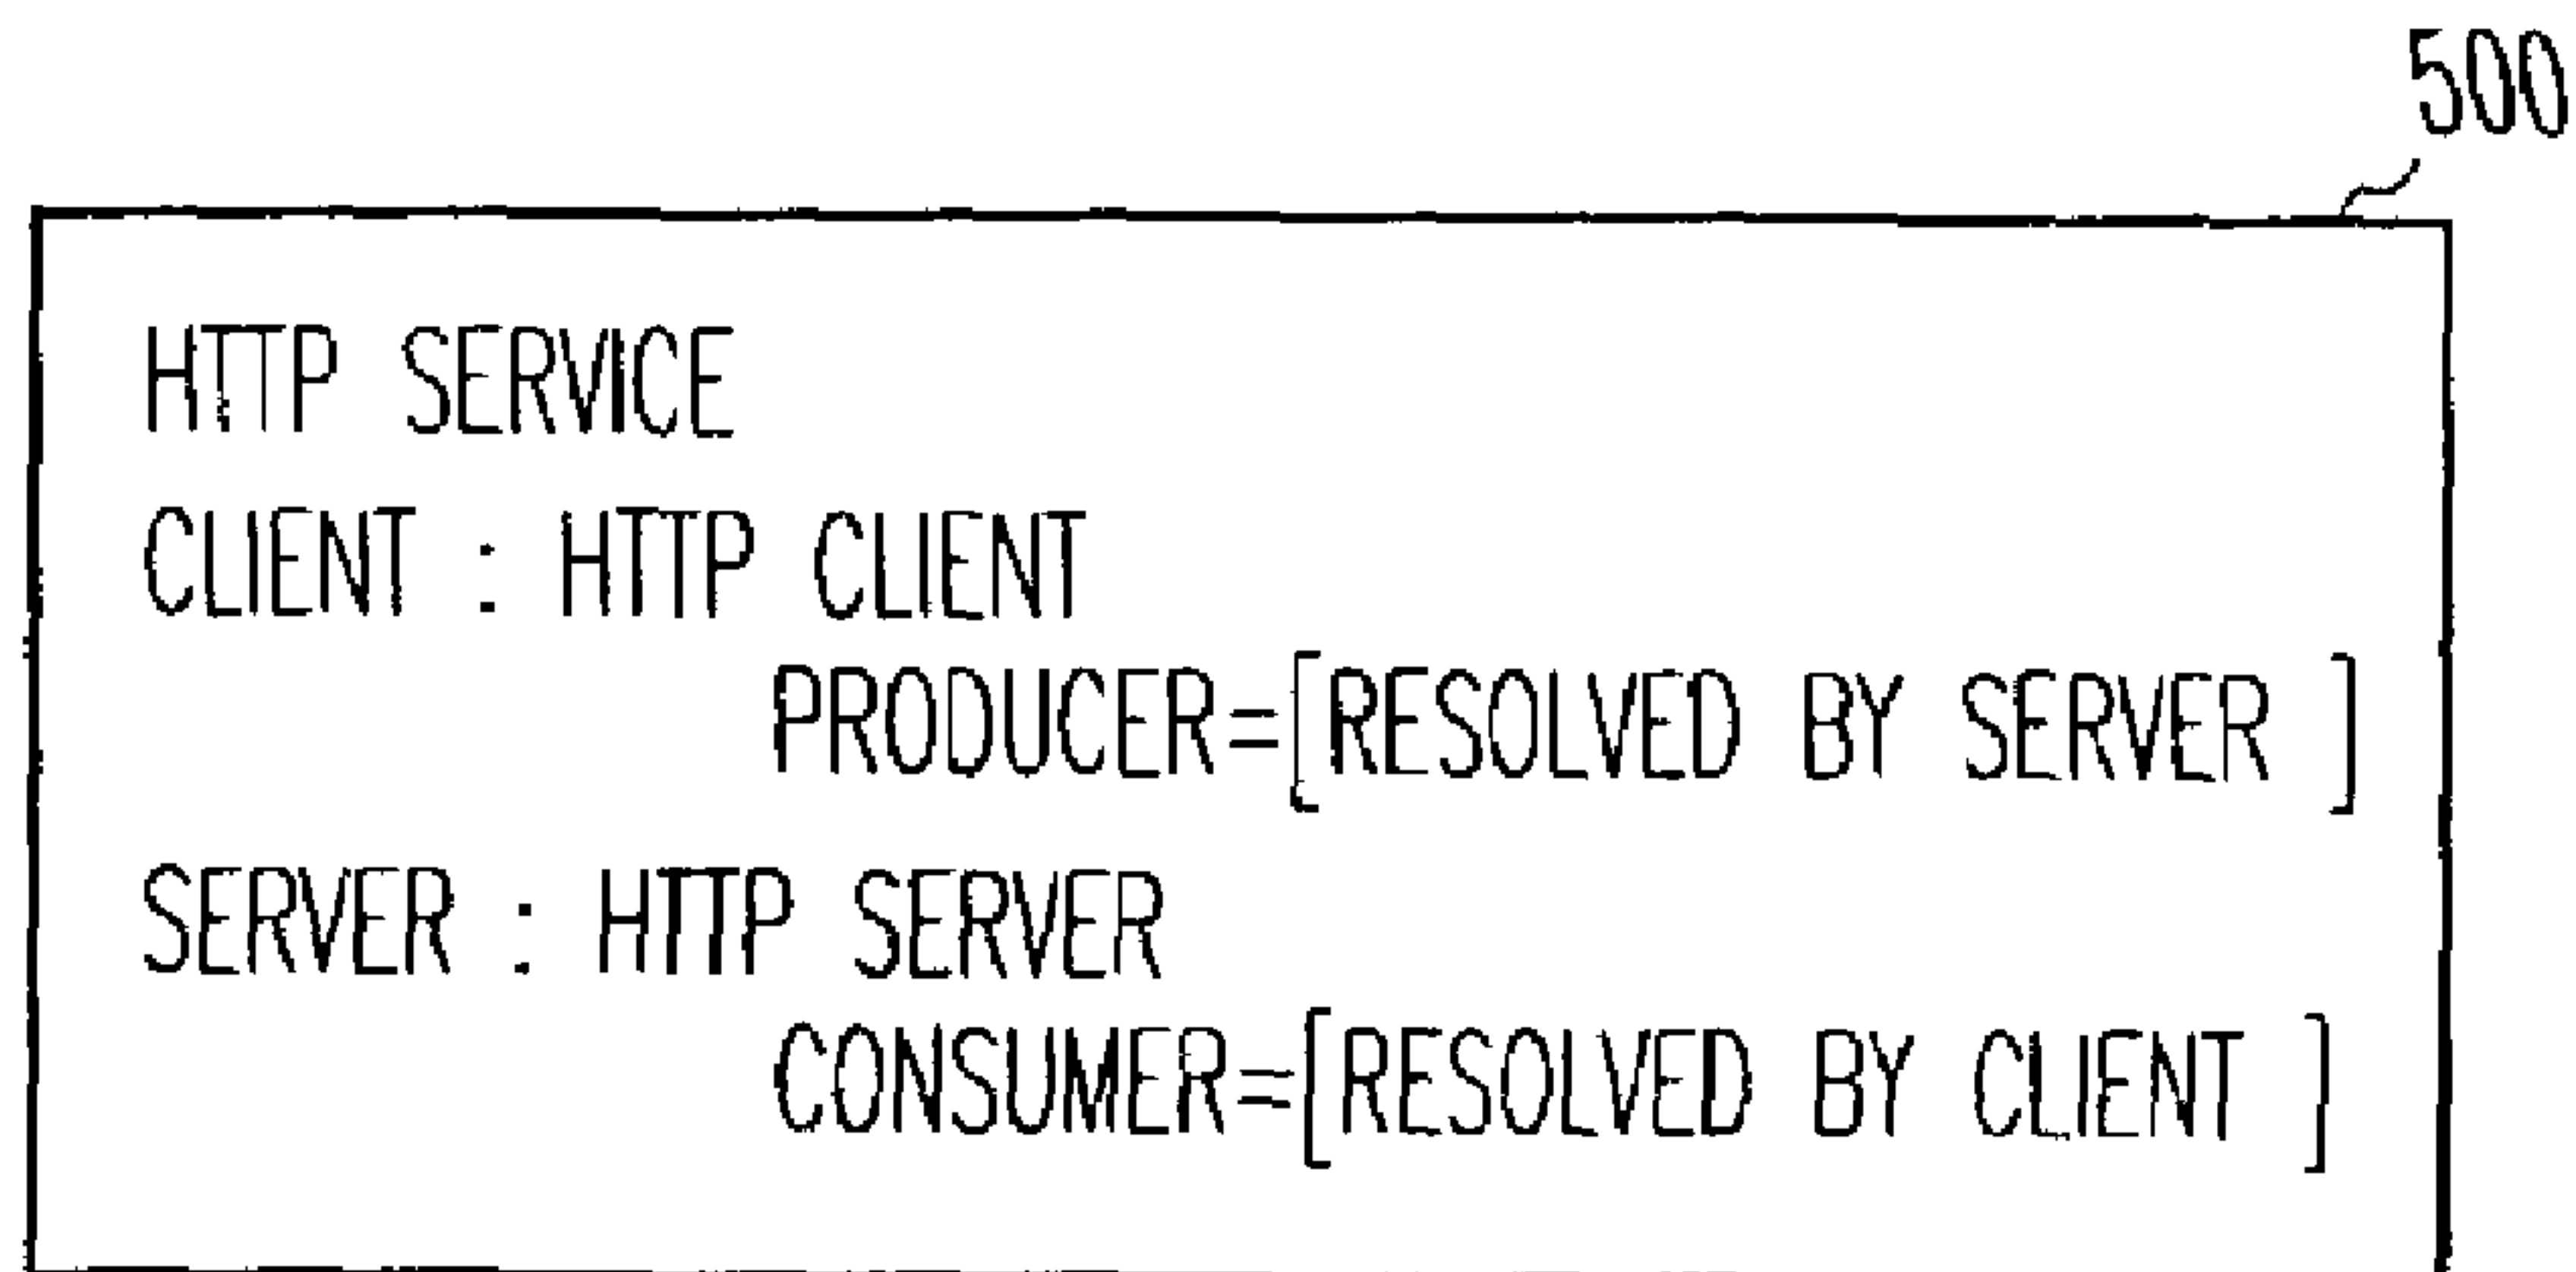 500
HTTP SERVICE
CLIENT : HTTP CLIENT
PRODUCER=[RESOLVED BY SERVER ]
SERVER : HTTP SERVER
CONSUMER=[RESOLVED BY CLIENT ]